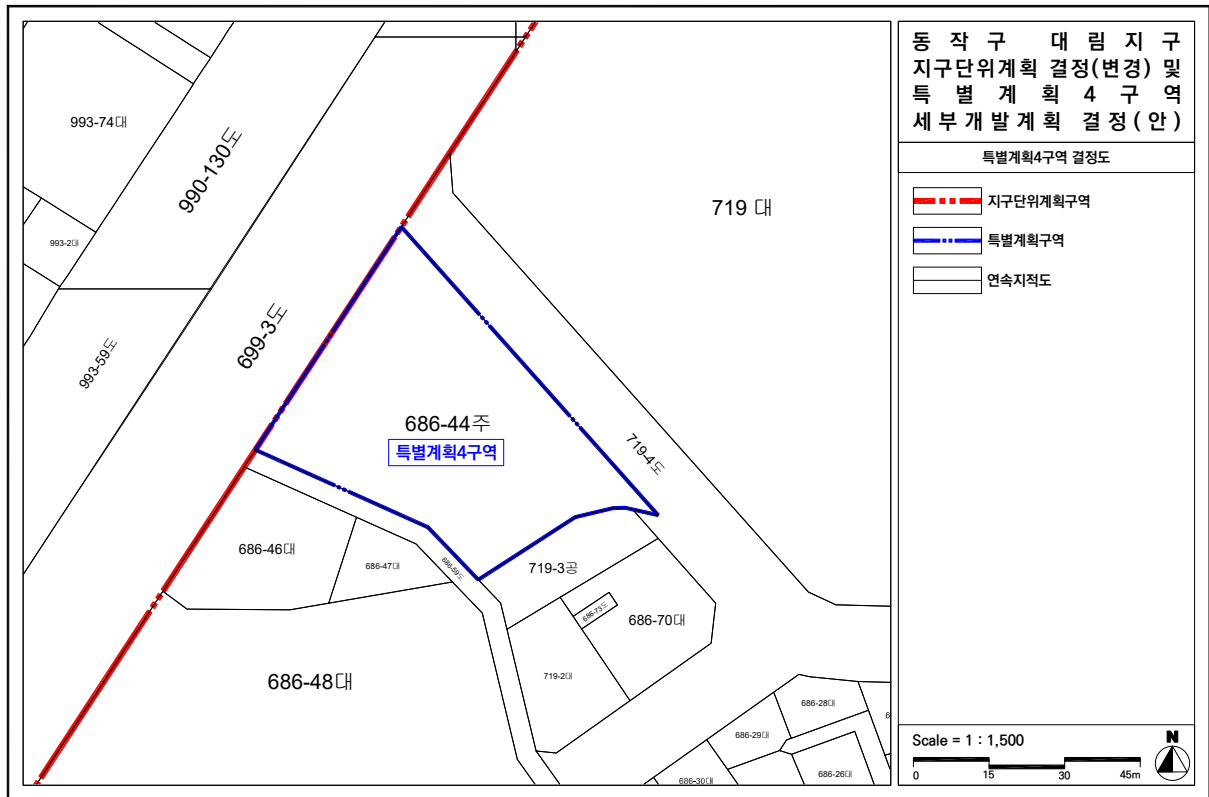 동 작 구 대 림 지 구
지구단위계획 결정(변경) 및
특 별 계 획 4 구 역
세 부 개 발 계 획 결 정 ( 안 )
특별계획4구역 결정도
지구단위계획구역
특별계획구역
연속지적도
993-74대
990-130도
719 대
993-2대
699-3도
993-59도
686-44주
특별계획4구역
719-4도
686-46대
686-47대
686-59도
719-3공
686-73도
686-70대
686-48대
719-2대
686-28대
686-29대
686-26대
686-30대
Scale = 1 : 1,500
N
0 15 30 45m